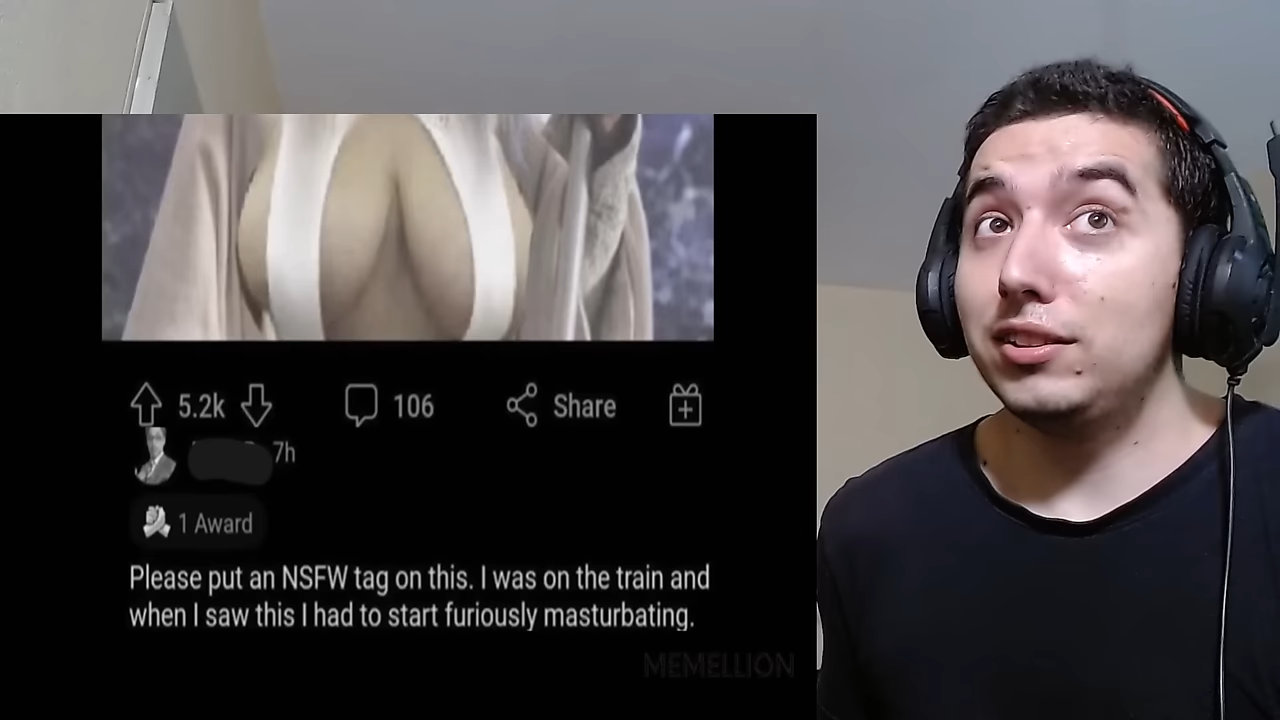 5.2k 106 Share
7h
1 Award
Please put an NSFW tag on this. I was on the train and
when I saw this I had to start furiously masturbating.
MEMELLION